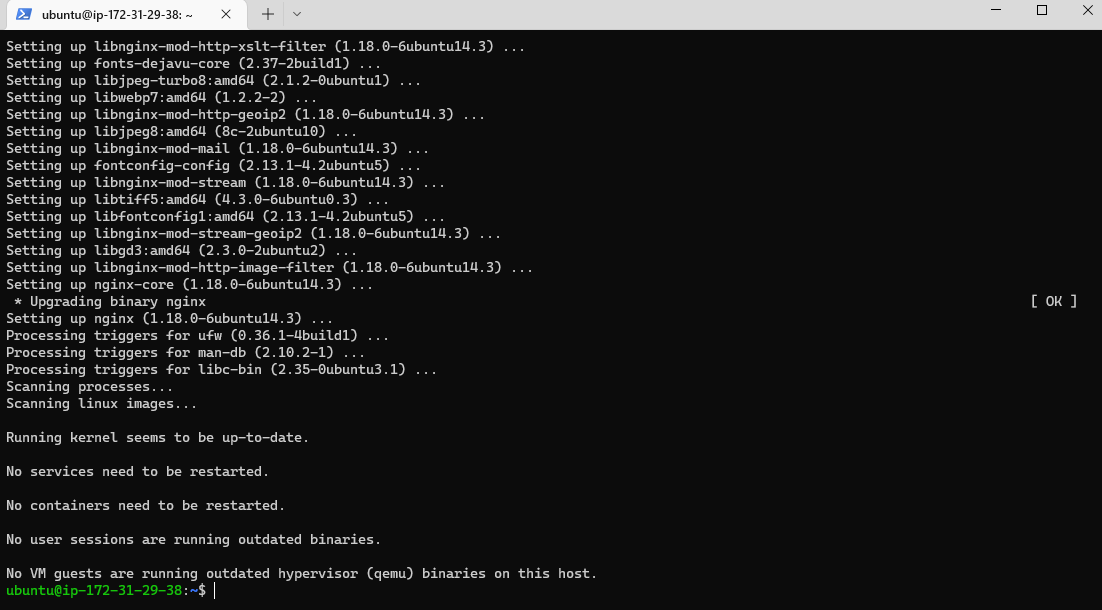 ubuntu@ip-172-31-29-38: ~
Setting up libnginx-mod-http-xslt-filter (1.18.0-6ubuntu14.3) ...
Setting up fonts-dejavu-core (2.37-2build1) ...
Setting up libjpeg-turbo8:amd64 (2.1.2-0ubuntu1) ...
Setting up libwebp7:amd64 (1.2.2-2) ...
Setting up libnginx-mod-http-geoip2 (1.18.0-6ubuntu14.3) ...
Setting up libjpeg8:amd64 (8c-2ubuntu10) ...
Setting up libnginx-mod-mail (1.18.0-6ubuntu14.3) ...
Setting up fontconfig-config (2.13.1-4.2ubuntu5) ...
Setting up libnginx-mod-stream (1.18.0-6ubuntu14.3) ...
Setting up libtiff5:amd64 (4.3.0-6ubuntu0.3) ...
Setting up libfontconfig1:amd64 (2.13.1-4.2ubuntu5) ...
Setting up libnginx-mod-stream-geoip2 (1.18.0-6ubuntu14.3) ...
Setting up libgd3:amd64 (2.3.0-2ubuntu2) ...
Setting up libnginx-mod-http-image-filter (1.18.0-6ubuntu14.3) ...
Setting up nginx-core (1.18.0-6ubuntu14.3) ...
 * Upgrading binary nginx [ OK ]
Setting up nginx (1.18.0-6ubuntu14.3) ...
Processing triggers for ufw (0.36.1-4build1) ...
Processing triggers for man-db (2.10.2-1) ...
Processing triggers for libc-bin (2.35-0ubuntu3.1) ...
Scanning processes...
Scanning linux images...
Running kernel seems to be up-to-date.
No services need to be restarted.
No containers need to be restarted.
No user sessions are running outdated binaries.
No VM guests are running outdated hypervisor (qemu) binaries on this host.
ubuntu@ip-172-31-29-38:~$